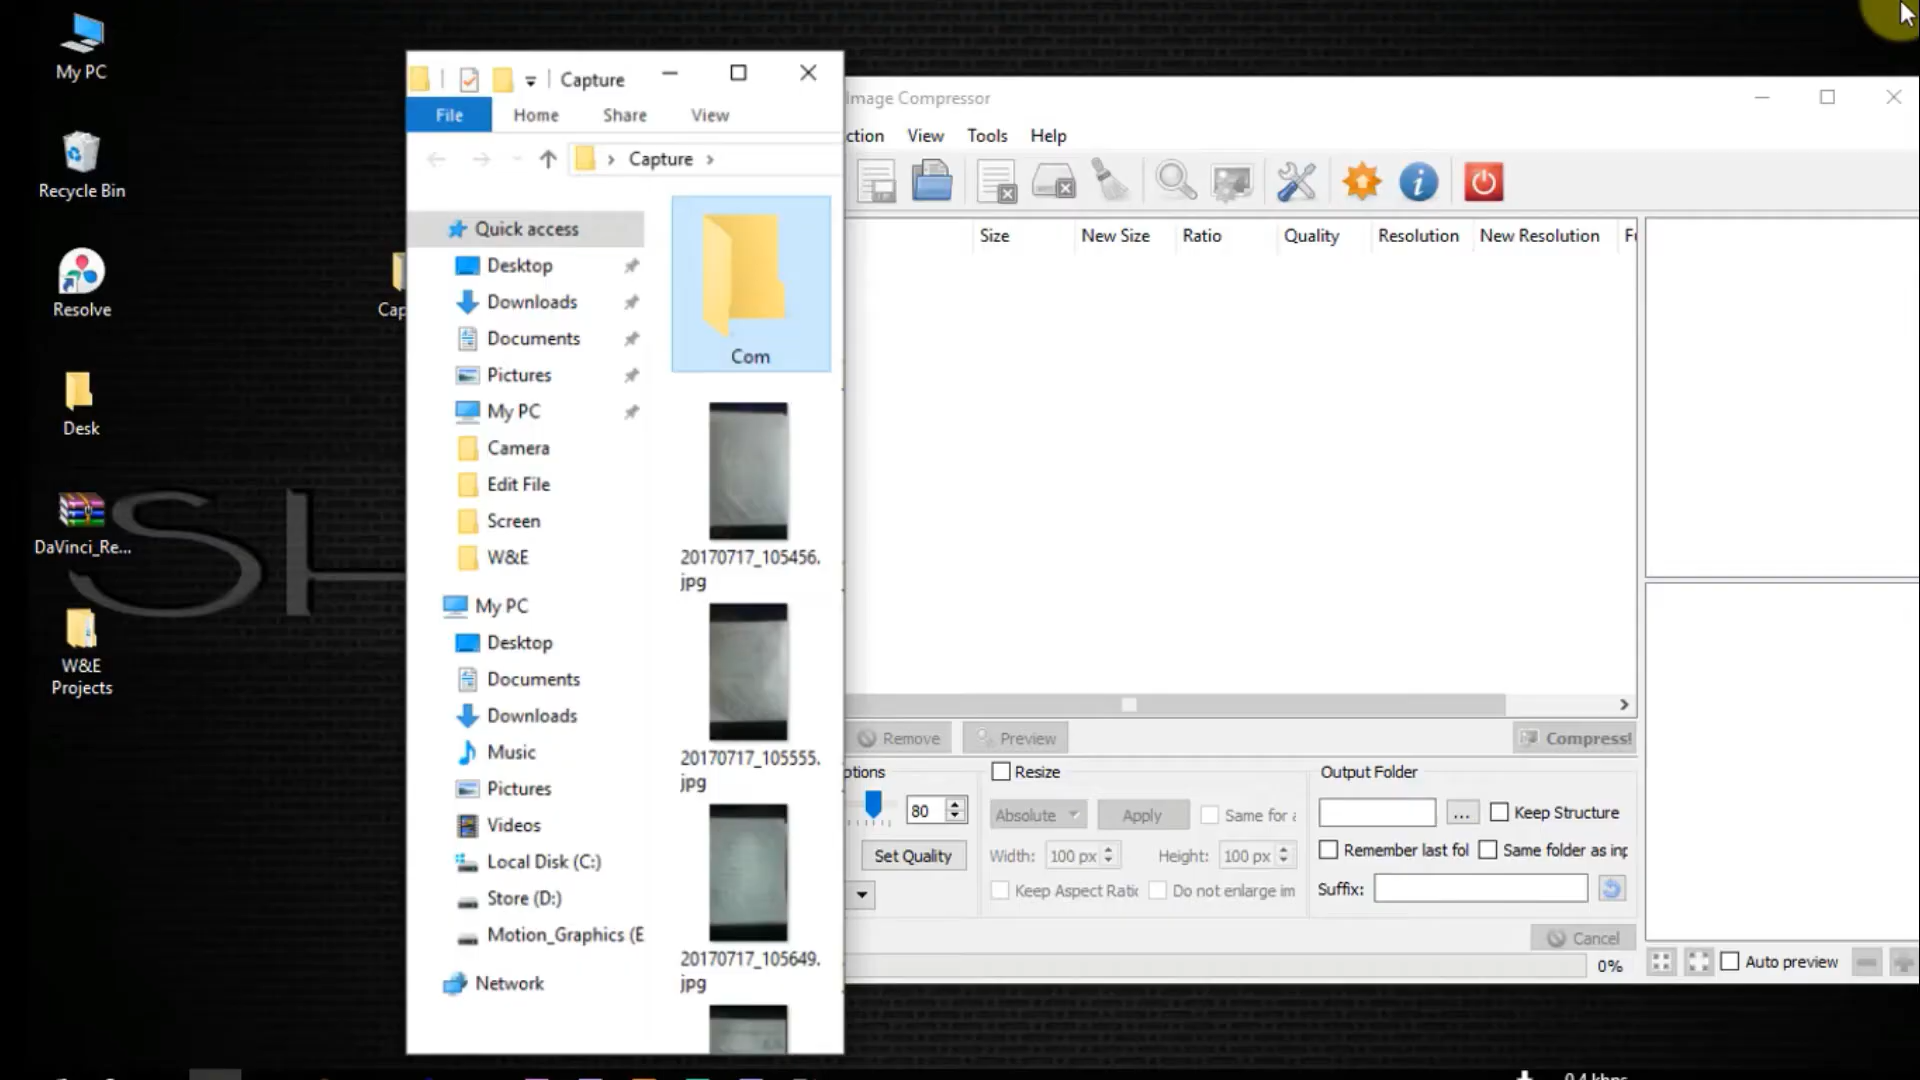 My PC
Recycle Bin
Resolve
Desk
DaVinci_Re...
W&E
Projects
SH
Cap
Capture
File Home Share View
Capture
Quick access
Desktop
Downloads
Documents
Pictures
My PC
Camera
Edit File
Screen
W&E
My PC
Desktop
Documents
Downloads
Music
Pictures
Videos
Local Disk (C:)
Store (D:)
Motion_Graphics (E
Network
Com
20170717_105456.
jpg
20170717_105555.
jpg
20170717_105649.
jpg
Image Compressor
ction View Tools Help
Size New Size Ratio Quality Resolution New Resolution F
Remove Preview Compress!
ptions
80
Set Quality
Resize
Absolute Apply Same for a
Width: 100 px Height: 100 px
Keep Aspect Ratic Do not enlarge im
Output Folder
... Keep Structure
Remember last fol Same folder as inp
Suffix:
Cancel
0%
Auto preview